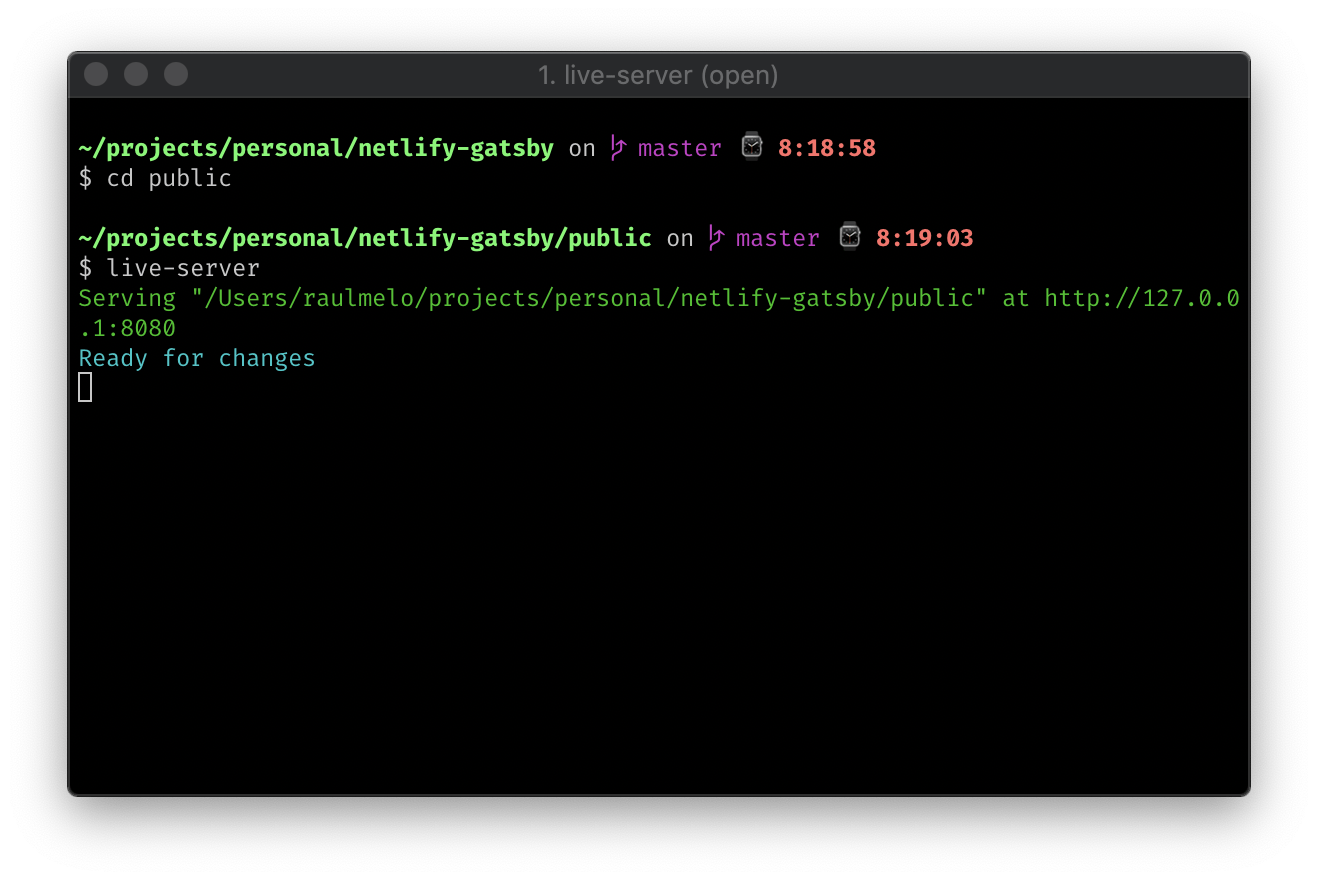 1. live-server (open)
~/projects/personal/netlify-gatsby on master ⌚ 8:18:58
$ cd public
~/projects/personal/netlify-gatsby/public on master ⌚ 8:19:03
$ live-server
Serving "/Users/raulmelo/projects/personal/netlify-gatsby/public" at http://127.0.0
.1:8080
Ready for changes